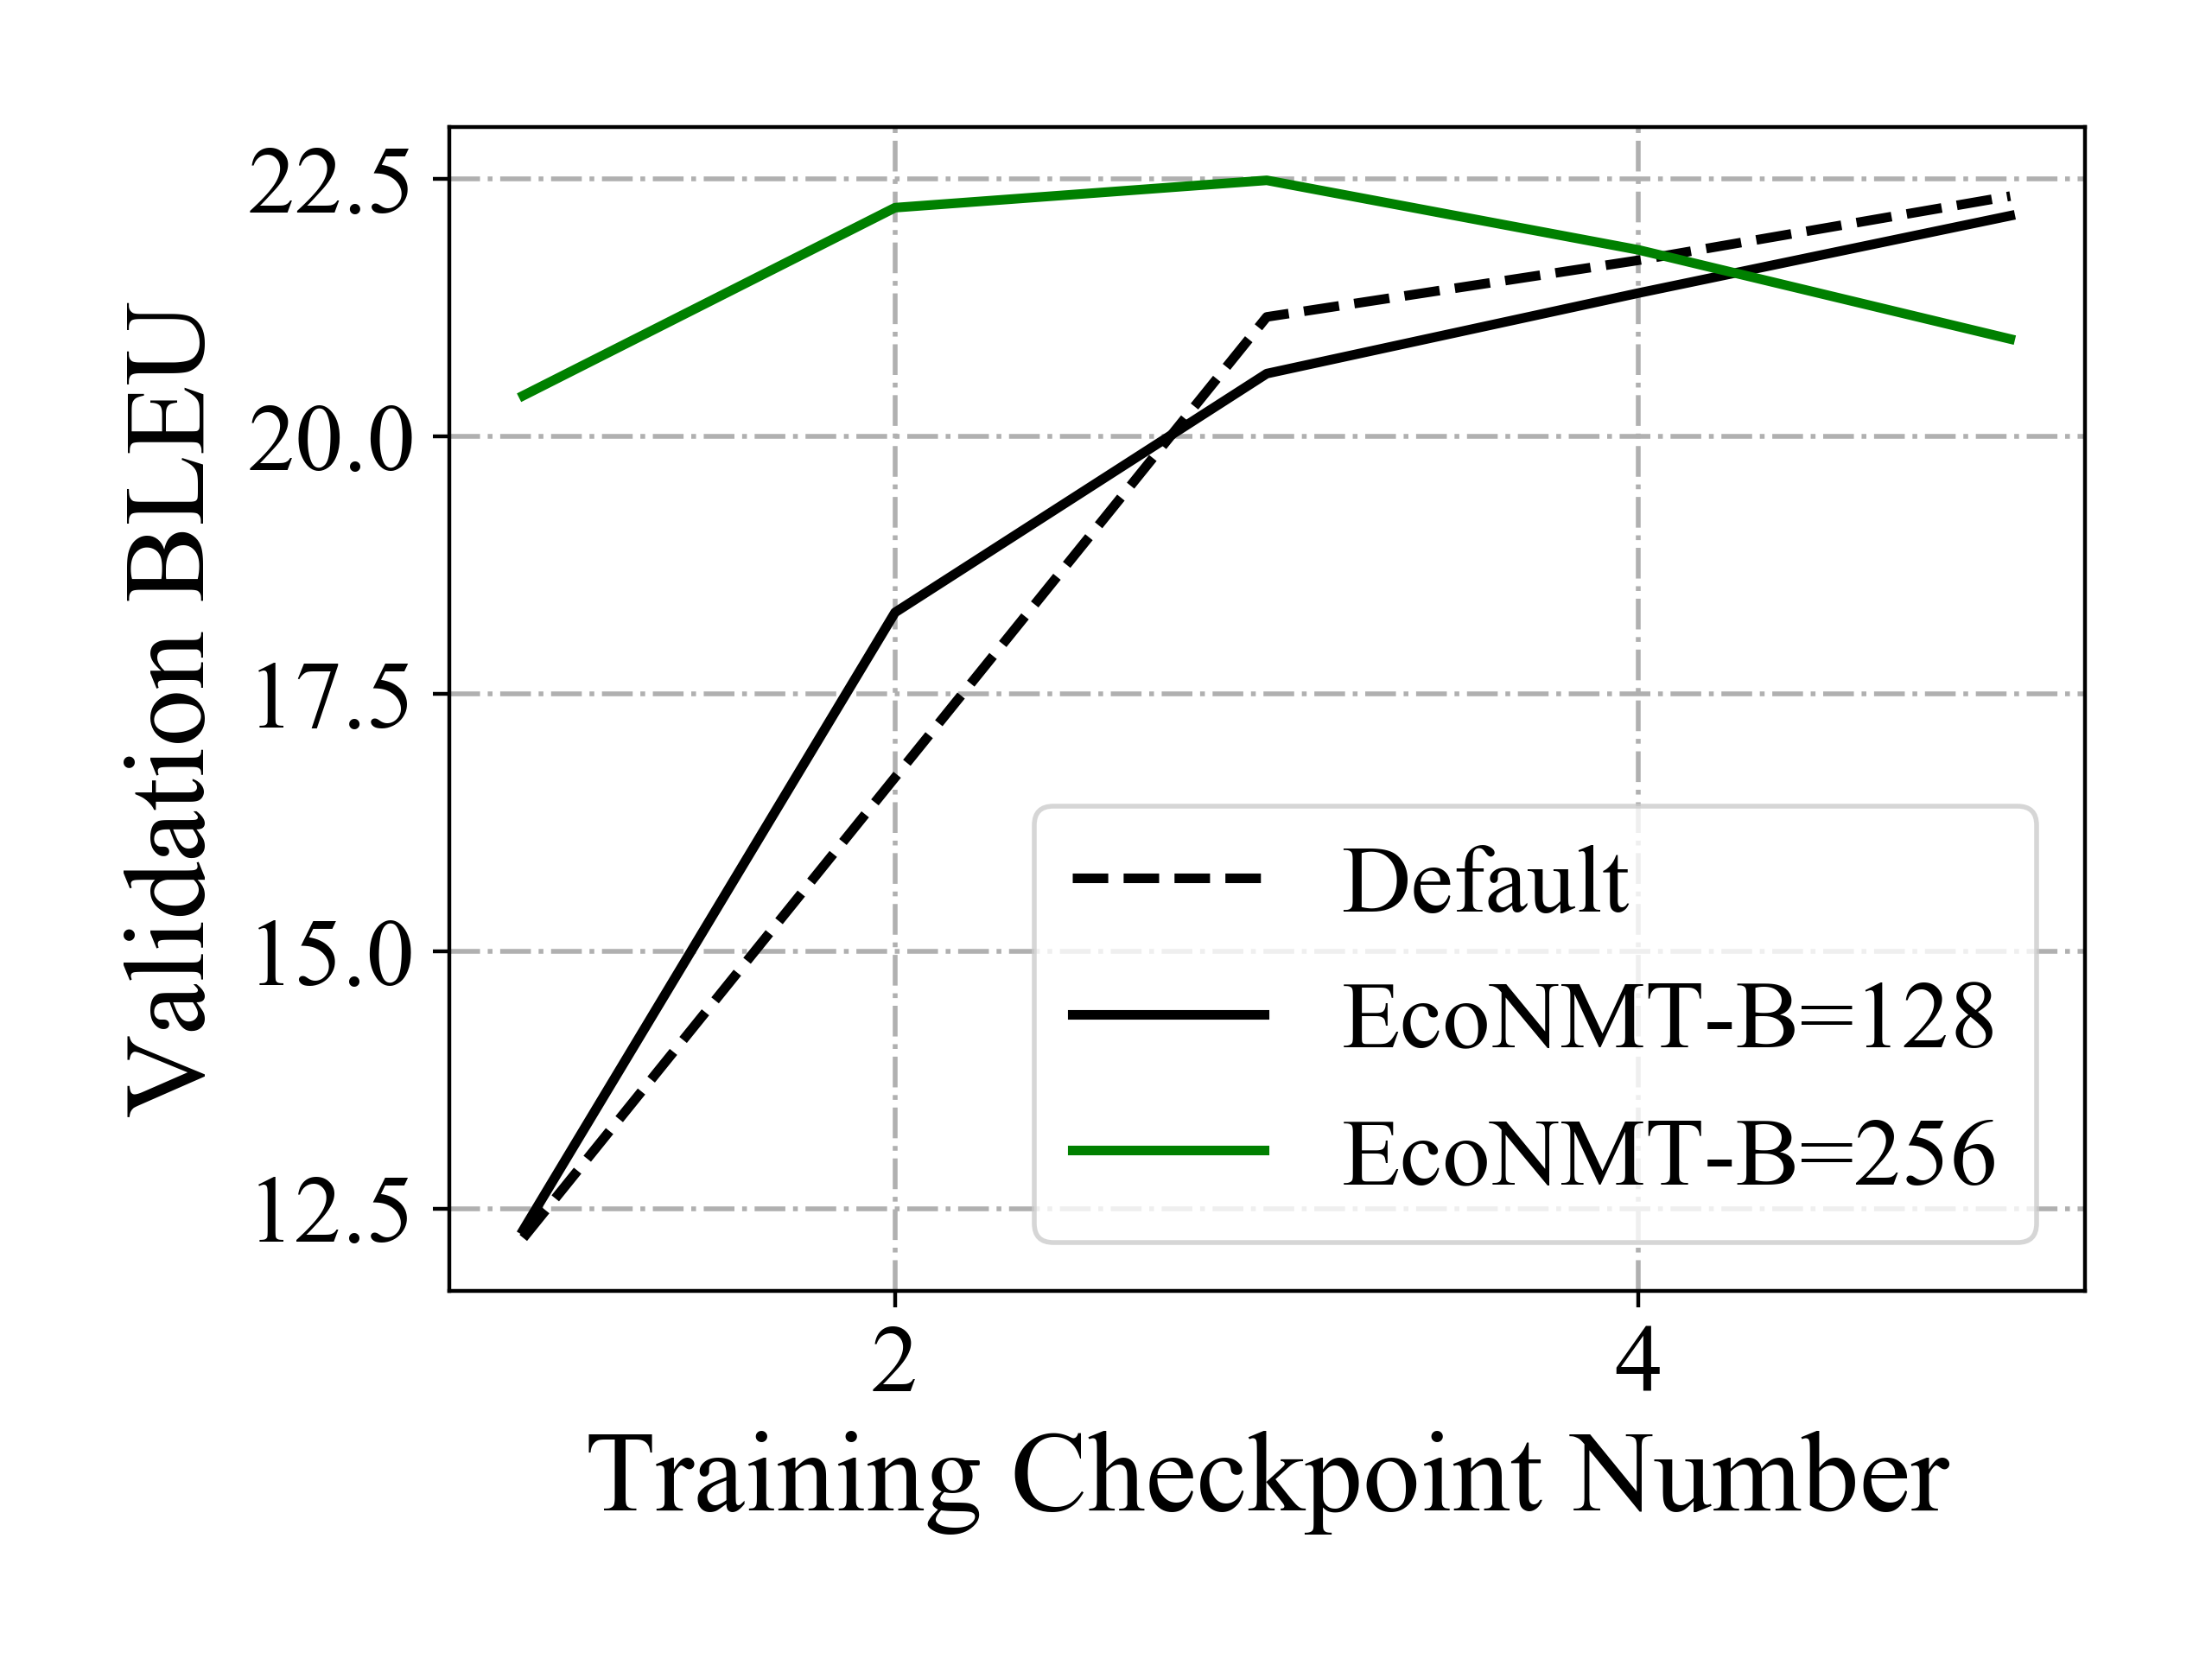 22.5
20.0
17.5
15.0
12.5
Validation BLEU
Default
EcoNMT-B=128
EcoNMT-B=256
2
4
Training Checkpoint Number